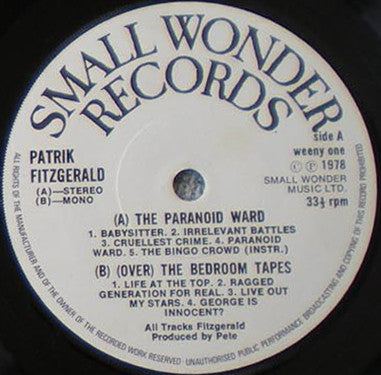 SMALL WONDER
RECORDS
PATRIK
FITZGERALD
(A)—STEREO
(B)—MONO
side A
weeny one
© ℗ 1978
SMALL WONDER
MUSIC LTD.
33⅓ rpm
(A) THE PARANOID WARD
1. BABYSITTER. 2. IRRELEVANT BATTLES
3. CRUELLEST CRIME. 4. PARANOID
WARD. 5. THE BINGO CROWD (INSTR.)
(B) (OVER) THE BEDROOM TAPES
1. LIFE AT THE TOP. 2. RAGGED
GENERATION FOR REAL. 3. LIVE OUT
MY STARS. 4. GEORGE IS
INNOCENT?
All Tracks Fitzgerald
Produced by Pete
ALL RIGHTS OF THE MANUFACTURER AND OF THE OWNER OF THE RECORDED WORK RESERVED · UNAUTHORISED PUBLIC PERFORMANCE BROADCASTING AND COPYING OF THIS RECORD PROHIBITED